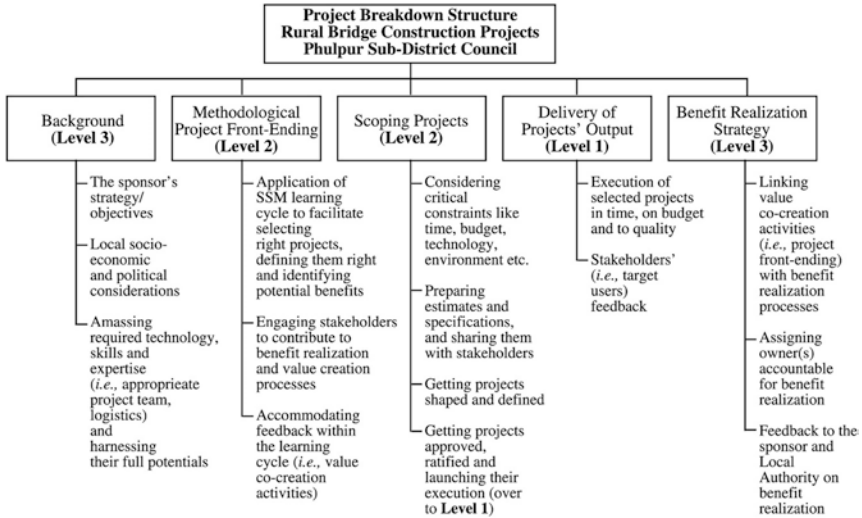 Project Breakdown Structure
Rural Bridge Construction Projects
Phulpur Sub-District Council
Background
(Level 3)
The sponsor's
strategy/
objectives
Local socio-
economic
and political
considerations
Amassing
required technology,
skills and
expertise
(i.e., approprieate
project team,
logistics)
and
harnessing
their full potentials
Methodological
Project Front-Ending
(Level 2)
Application of
SSM learning
cycle to facilitate
selecting
right projects,
defining them right
and identifying
potential benefits
Engaging stakeholders
to contribute to
benefit realization
and value creation
processes
Accommodating
feedback within
the learning
cycle (i.e., value
co-creation
activities)
Scoping Projects
(Level 2)
Considering
critical
constraints like
time, budget,
technology,
environment etc.
Preparing
estimates and
specifications,
and sharing them
with stakeholders
Getting projects
shaped and defined
Getting projects
approved,
ratified and
launching their
execution (over
to Level 1)
Delivery of
Projects' Output
(Level 1)
Execution of
selected projects
in time, on budget
and to quality
Stakeholders'
(i.e., target
users)
feedback
Benefit Realization
Strategy
(Level 3)
Linking
value
co-creation
activities
(i.e., project
front-ending)
with benefit
realization
processes
Assigning
owner(s)
accountable
for benefit
realization
Feedback to the
sponsor and
Local
Authority on
benefit
realization